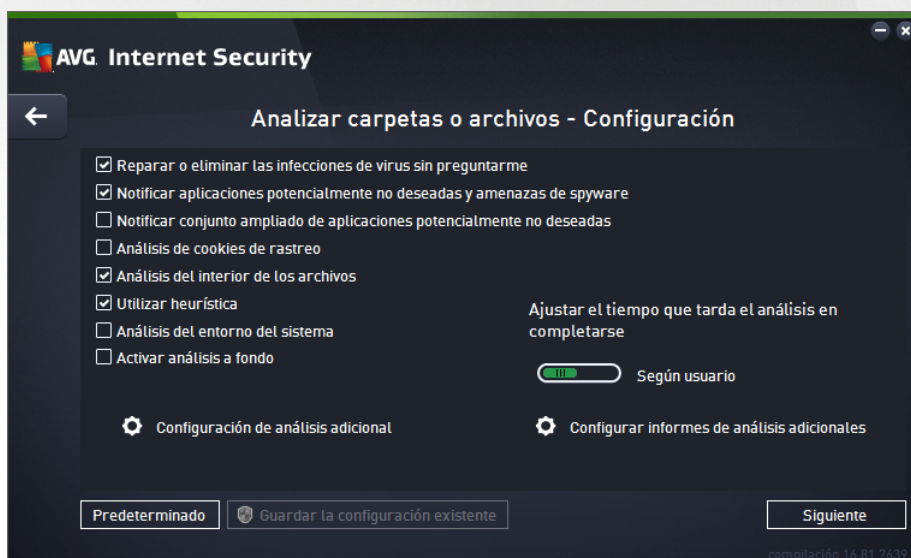 AVG. Internet Security
Analizar carpetas o archivos - Configuración
Reparar o eliminar las infecciones de virus sin preguntarme
Notificar aplicaciones potencialmente no deseadas y amenazas de spyware
Notificar conjunto ampliado de aplicaciones potencialmente no deseadas
Análisis de cookies de rastreo
Análisis del interior de los archivos
Utilizar heurística
Análisis del entorno del sistema
Activar análisis a fondo
Ajustar el tiempo que tarda el análisis en
completarse
Según usuario
Configuración de análisis adicional
Configurar informes de análisis adicionales
Predeterminado
Guardar la configuración existente
Siguiente
compilación 16.81.7639